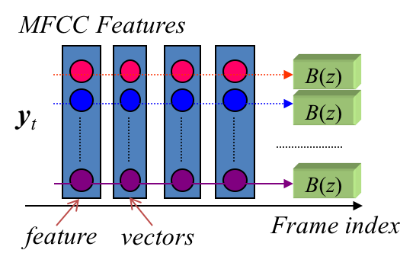 MFCC Features
B(z)
B(z)
y_t
B(z)
Frame index
feature vectors